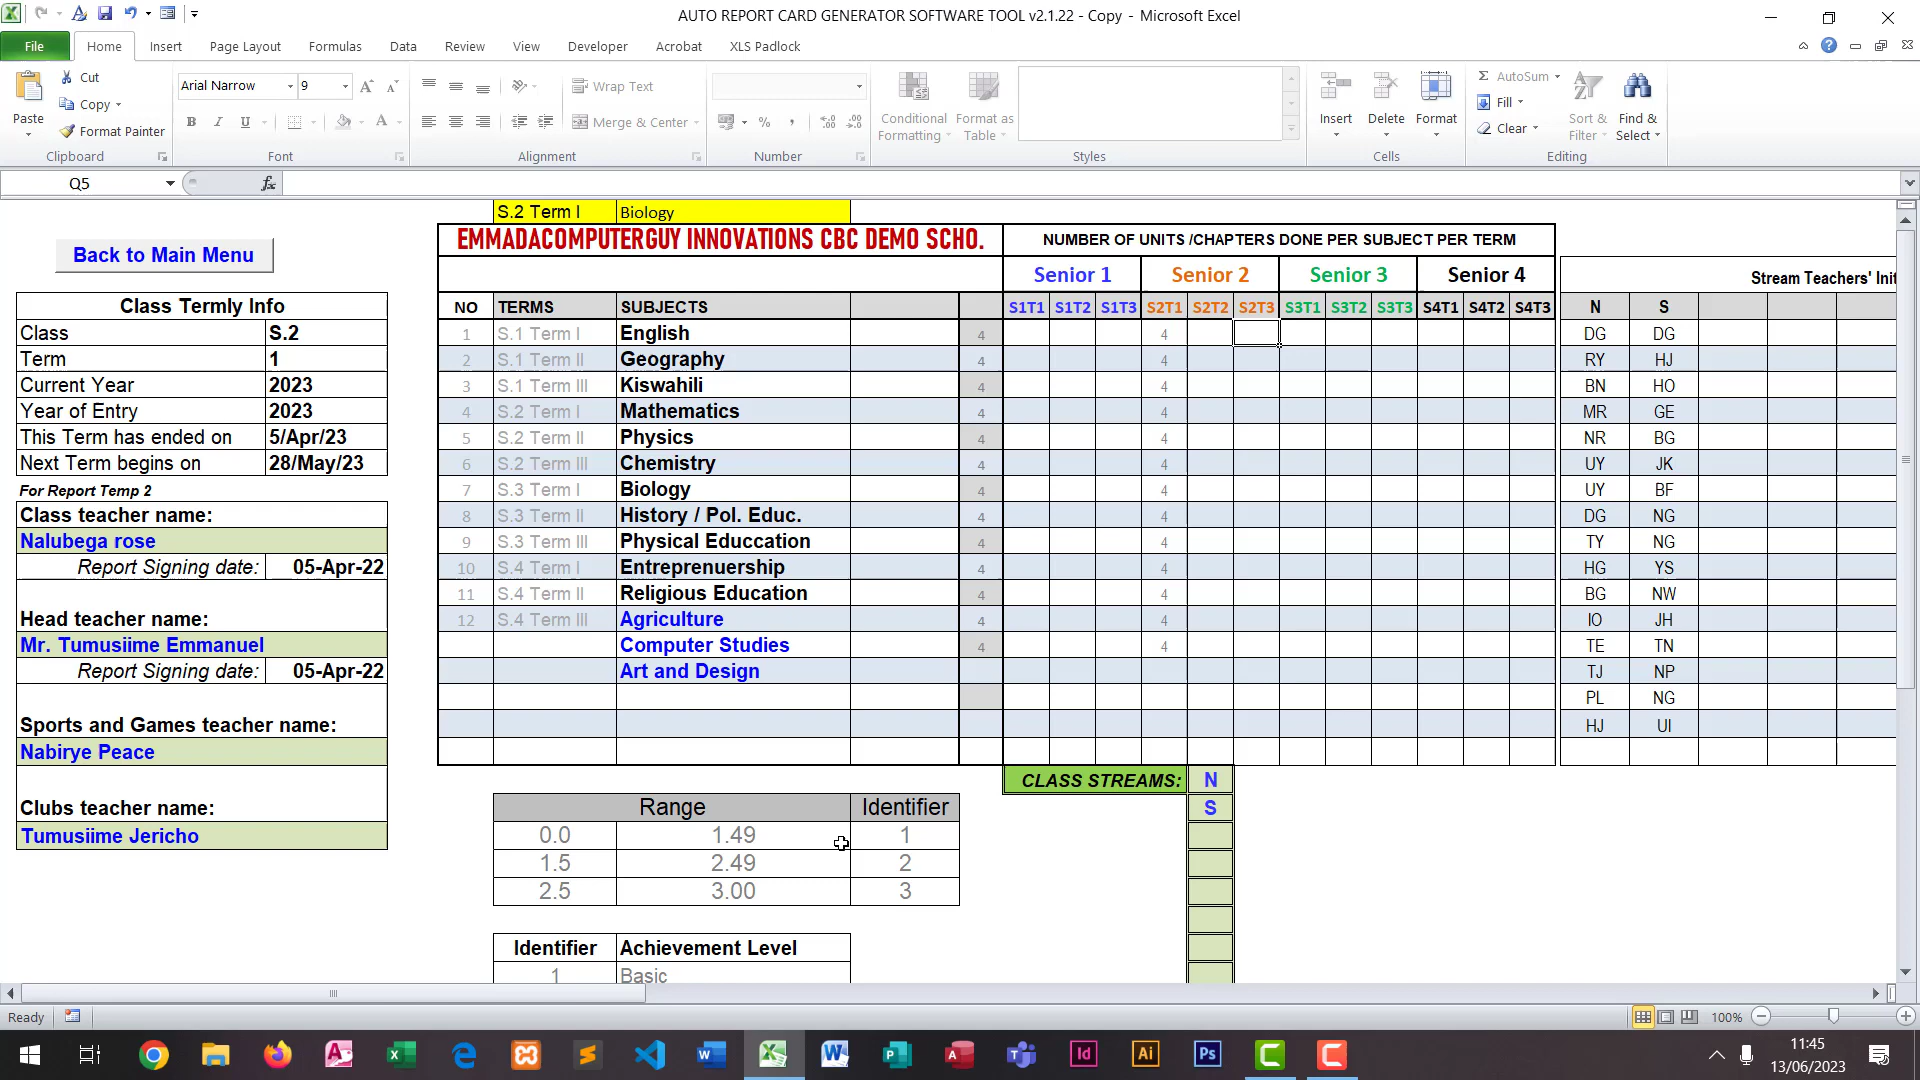 AUTO REPORT CARD GENERATOR SOFTWARE TOOL v2.1.22 - Copy - Microsoft Excel
File Home Insert Page Layout Formulas Data Review View Developer Acrobat XLS Padlock
Paste
Cut
Copy
Format Painter
Clipboard
Arial Narrow 9
B I U
Font
Wrap Text
Merge & Center
Alignment
% ,
Number
Conditional Formatting
Format as Table
Styles
Insert Delete Format
Cells
Σ AutoSum
Fill
Clear
Sort & Filter
Find & Select
Editing
Q5 fx
S.2 Term I Biology
Back to Main Menu
Class Termly Info
Class S.2
Term 1
Current Year 2023
Year of Entry 2023
This Term has ended on 5/Apr/23
Next Term begins on 28/May/23
For Report Temp 2
Class teacher name:
Nalubega rose
Report Signing date: 05-Apr-22
Head teacher name:
Mr. Tumusiime Emmanuel
Report Signing date: 05-Apr-22
Sports and Games teacher name:
Nabirye Peace
Clubs teacher name:
Tumusiime Jericho
EMMADACOMPUTERGUY INNOVATIONS CBC DEMO SCHO.
NUMBER OF UNITS /CHAPTERS DONE PER SUBJECT PER TERM
Senior 1 Senior 2 Senior 3 Senior 4
NO TERMS SUBJECTS S1T1 S1T2 S1T3 S2T1 S2T2 S2T3 S3T1 S3T2 S3T3 S4T1 S4T2 S4T3
1 S.1 Term I English 4 4
2 S.1 Term II Geography 4 4
3 S.1 Term III Kiswahili 4 4
4 S.2 Term I Mathematics 4 4
5 S.2 Term II Physics 4 4
6 S.2 Term III Chemistry 4 4
7 S.3 Term I Biology 4 4
8 S.3 Term II History / Pol. Educ. 4 4
9 S.3 Term III Physical Educcation 4 4
10 S.4 Term I Entreprenuership 4 4
11 S.4 Term II Religious Education 4 4
12 S.4 Term III Agriculture 4 4
Computer Studies 4 4
Art and Design
Stream Teachers' Init
N S
DG DG
RY HJ
BN HO
MR GE
NR BG
UY JK
UY BF
DG NG
TY NG
HG YS
BG NW
IO JH
TE TN
TJ NP
PL NG
HJ UI
CLASS STREAMS: N
S
Range Identifier
0.0 1.49 1
1.5 2.49 2
2.5 3.00 3
Identifier Achievement Level
1 Basic
Ready 100%
11:45
13/06/2023